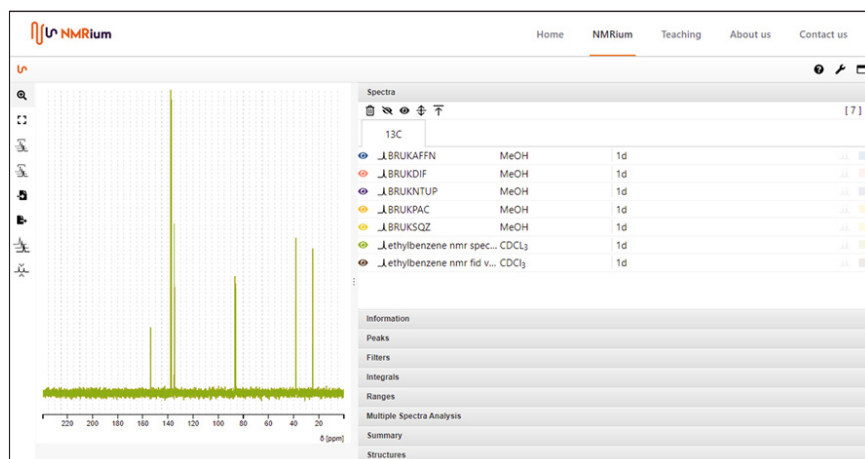 NMRium
Home NMRium Teaching About us Contact us
Spectra
[ 7 ]
13C
BRUKAFFN MeOH 1d
BRUKDIF MeOH 1d
BRUKNTUP MeOH 1d
BRUKPAC MeOH 1d
BRUKSQZ MeOH 1d
ethylbenzene nmr spec... CDCL3 1d
ethylbenzene nmr fid v... CDCl3 1d
Information
Peaks
Filters
Integrals
Ranges
Multiple Spectra Analysis
Summary
Structures
220 200 180 160 140 120 100 80 60 40 20
δ [ppm]